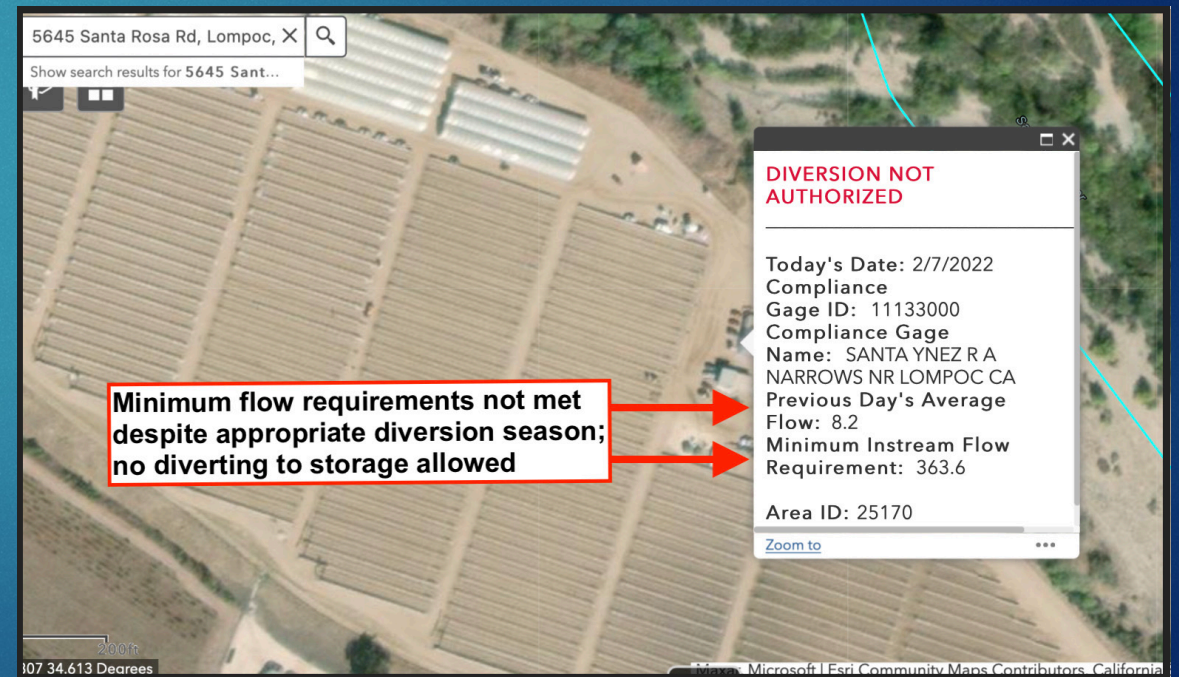 5645 Santa Rosa Rd, Lompoc,
Show search results for 5645 Sant...
DIVERSION NOT
AUTHORIZED
Today's Date: 2/7/2022
Compliance
Gage ID: 11133000
Compliance Gage
Name: SANTA YNEZ R A
NARROWS NR LOMPOC CA
Previous Day's Average
Flow: 8.2
Minimum Instream Flow
Requirement: 363.6
Area ID: 25170
Zoom to
Minimum flow requirements not met
despite appropriate diversion season;
no diverting to storage allowed
200ft
307 34.613 Degrees
Maxar, Microsoft | Esri Community Maps Contributors, California